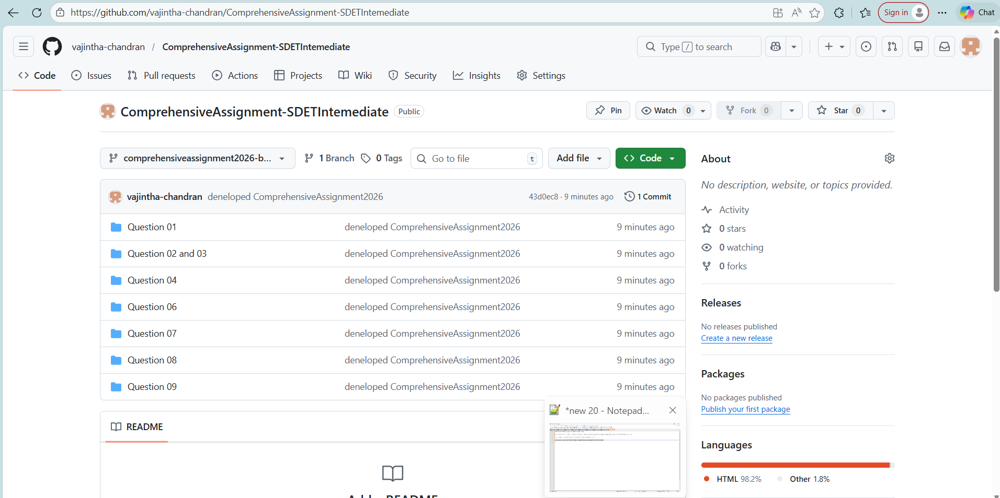 https://github.com/vajintha-chandran/ComprehensiveAssignment-SDETIntemediate
Sign in
Chat
vajintha-chandran / ComprehensiveAssignment-SDETIntemediate
Type / to search
Code Issues Pull requests Actions Projects Wiki Security Insights Settings
ComprehensiveAssignment-SDETIntemediate Public
Pin Watch 0 Fork 0 Star 0
comprehensiveassignment2026-b... 1 Branch 0 Tags Go to file t Add file Code
vajintha-chandran deneloped ComprehensiveAssignment2026 43d0ec8 · 9 minutes ago 1 Commit
Question 01 deneloped ComprehensiveAssignment2026 9 minutes ago
Question 02 and 03 deneloped ComprehensiveAssignment2026 9 minutes ago
Question 04 deneloped ComprehensiveAssignment2026 9 minutes ago
Question 06 deneloped ComprehensiveAssignment2026 9 minutes ago
Question 07 deneloped ComprehensiveAssignment2026 9 minutes ago
Question 08 deneloped ComprehensiveAssignment2026 9 minutes ago
Question 09 deneloped ComprehensiveAssignment2026 9 minutes ago
README
*new 20 - Notepad...
About
No description, website, or topics provided.
Activity
0 stars
0 watching
0 forks
Releases
No releases published
Create a new release
Packages
No packages published
Publish your first package
Languages
HTML 98.2% Other 1.8%